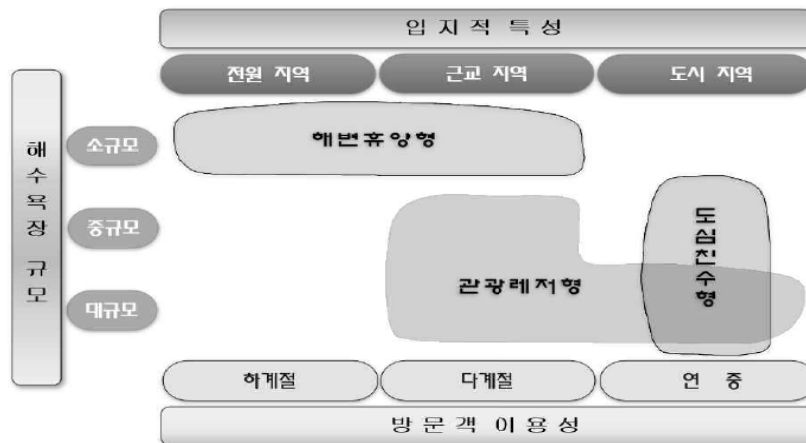 입지적 특성
전원 지역 근교 지역 도시 지역
해수욕장 규모
소규모
중규모
대규모
해변휴양형
관광레저형
도심친수형
하계절 다계절 연 중
방문객 이용성